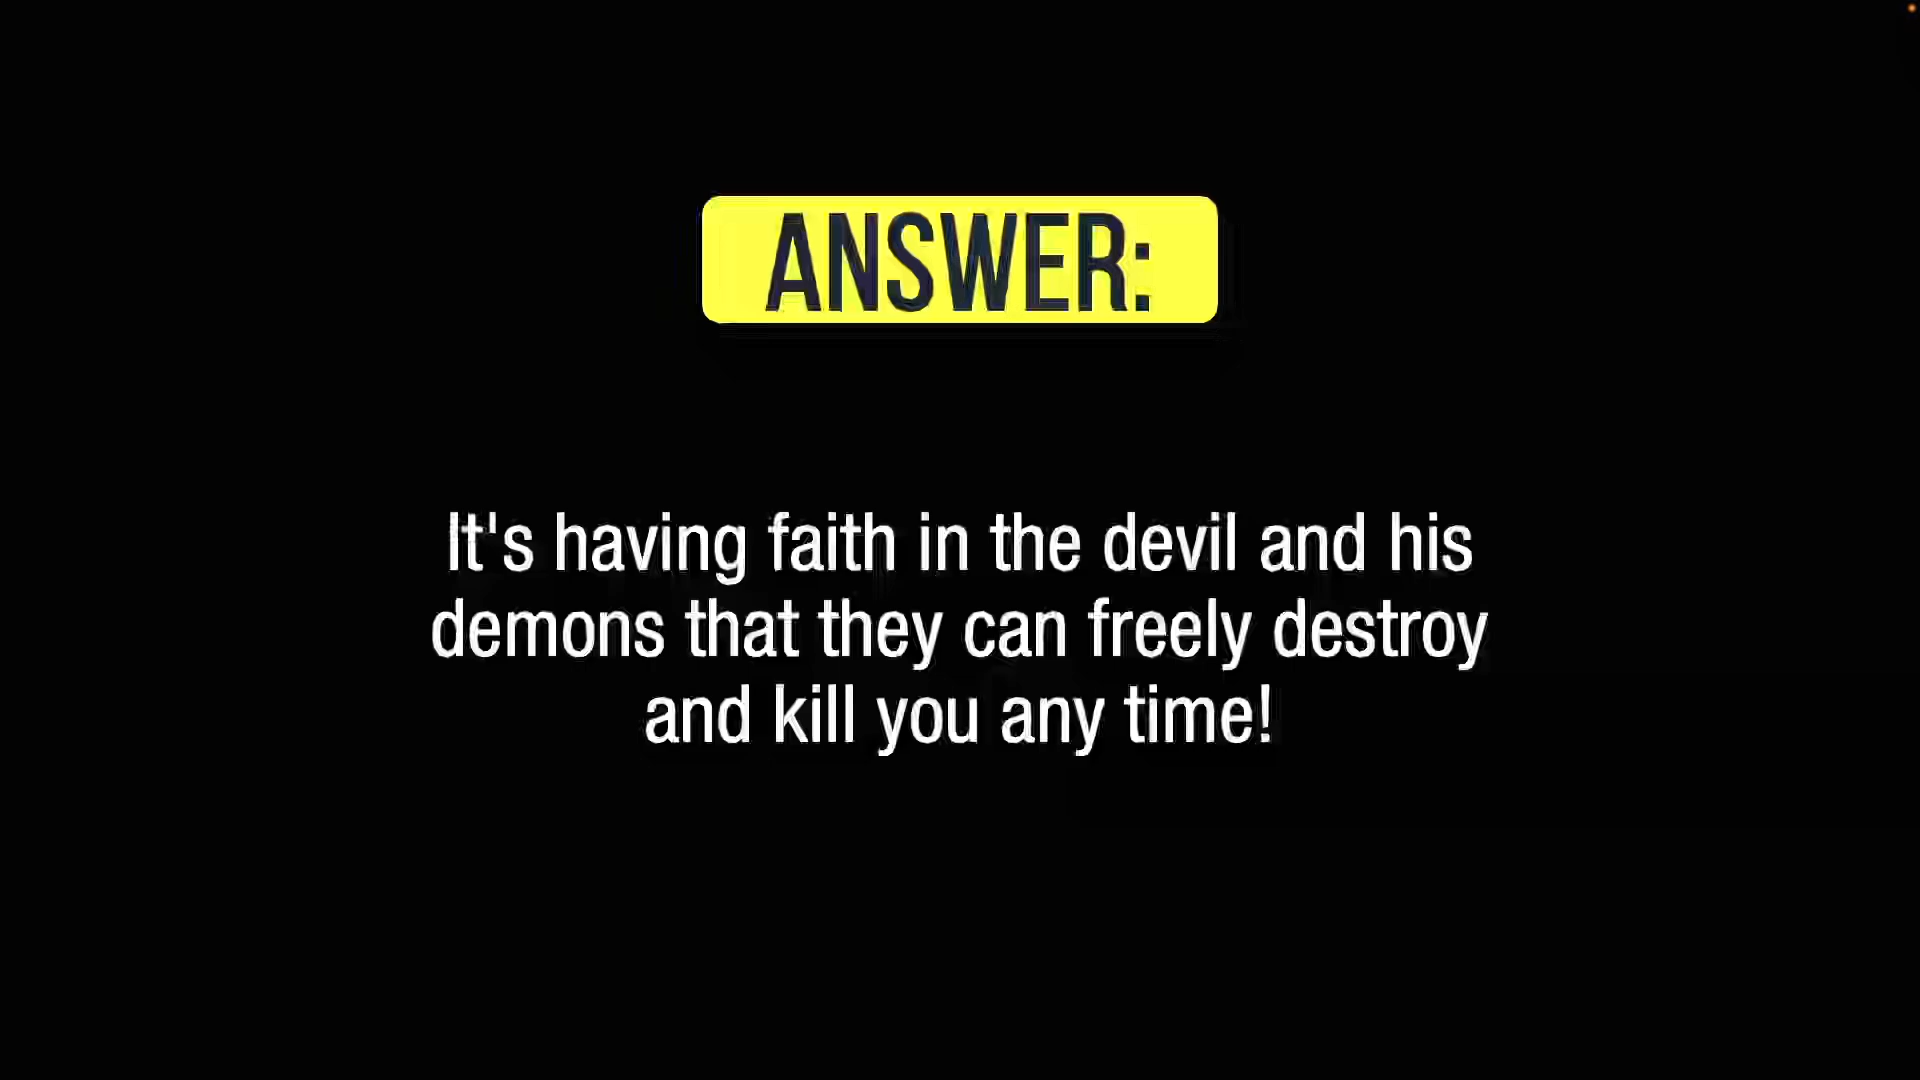 ANSWER:
It's having faith in the devil and his
demons that they can freely destroy
and kill you any time!